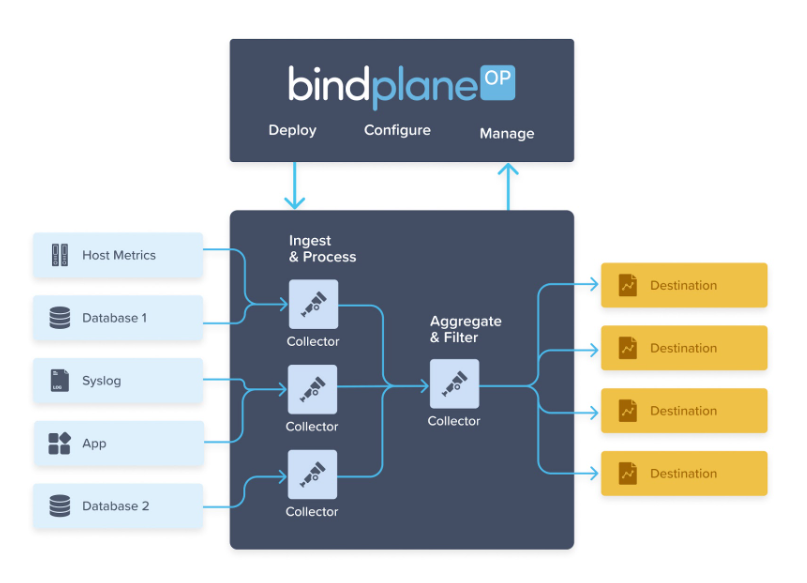 bindplane OP
Deploy Configure Manage
Ingest
& Process
Host Metrics
Database 1
Syslog
LOG
App
Database 2
Collector
Collector
Collector
Aggregate
& Filter
Collector
Destination
Destination
Destination
Destination